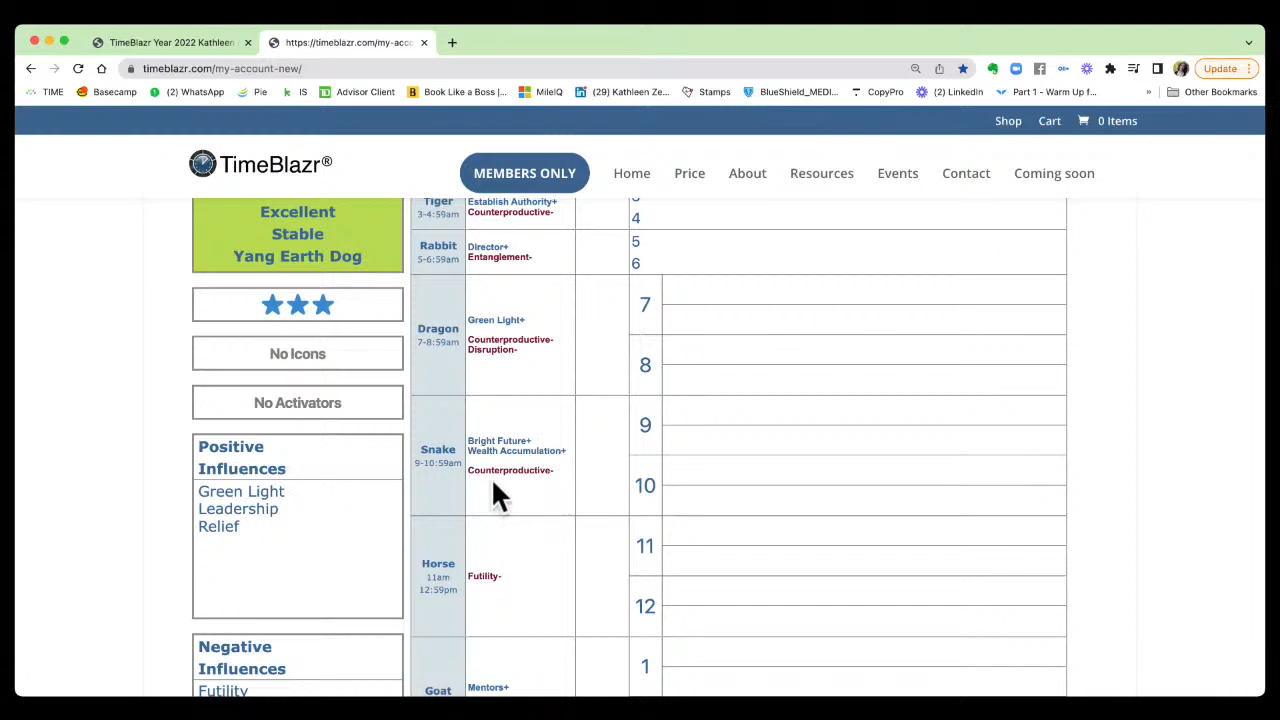 TimeBlazr Year 2022 Kathleen
https://timeblazr.com/my-acco
timeblazr.com/my-account-new/
Update
TIME
Basecamp
(2) WhatsApp
Pie
IS
Advisor Client
Book Like a Boss |...
MileIQ
(29) Kathleen Ze...
Stamps
BlueShield_MEDI...
CopyPro
(2) LinkedIn
Part 1 - Warm Up f...
»
Other Bookmarks
Shop
Cart
0 Items
TimeBlazr®
MEMBERS ONLY
Home
Price
About
Resources
Events
Contact
Coming soon
Excellent
Stable
Yang Earth Dog
No Icons
No Activators
Positive
Influences
Green Light
Leadership
Relief
Negative
Influences
Futility
Tiger
3-4:59am
Establish Authority+
Counterproductive-
4
Rabbit
5-6:59am
Director+
Entanglement-
5
6
Dragon
7-8:59am
Green Light+
Counterproductive-
Disruption-
7
8
Snake
9-10:59am
Bright Future+
Wealth Accumulation+
Counterproductive-
9
10
Horse
11am
12:59pm
Futility-
11
12
Goat
Mentors+
1